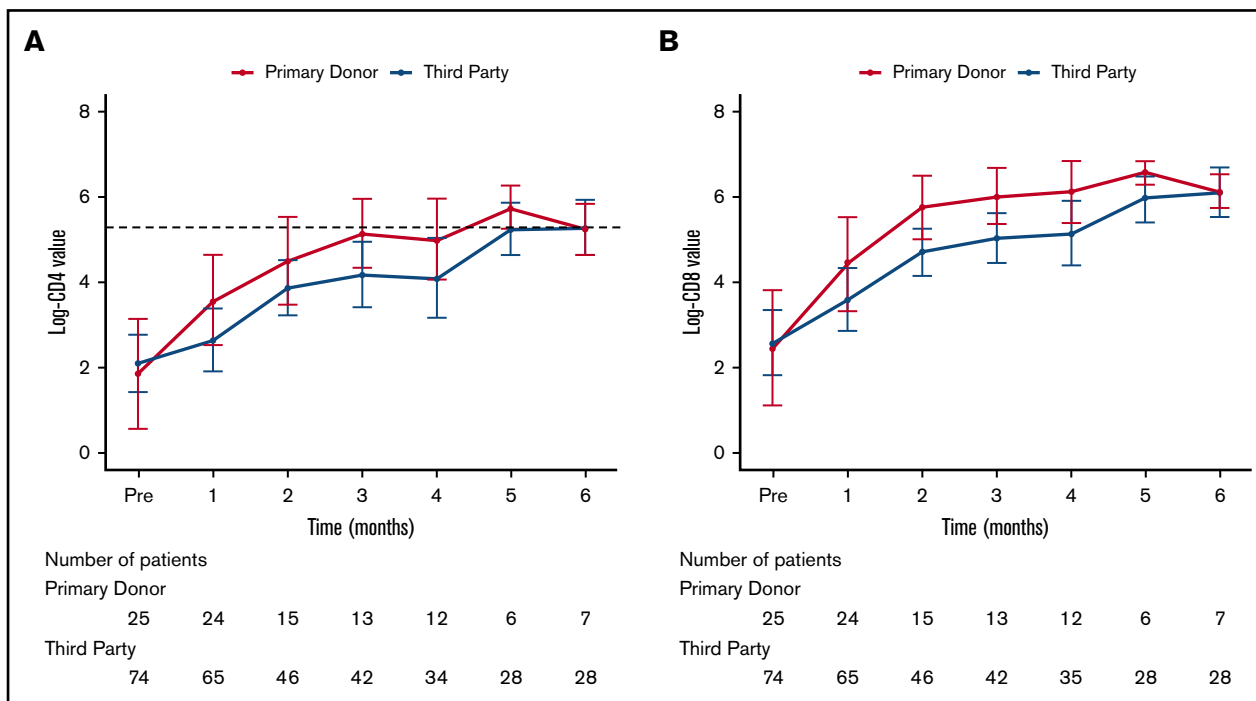 A
Primary Donor Third Party
8
6
4
2
0
Log-CD4 value
Pre 1 2 3 4 5 6
Time (months)
Number of patients
Primary Donor
25 24 15 13 12 6 7
Third Party
74 65 46 42 34 28 28
B
Primary Donor Third Party
8
6
4
2
0
Log-CD8 value
Pre 1 2 3 4 5 6
Time (months)
Number of patients
Primary Donor
25 24 15 13 12 6 7
Third Party
74 65 46 42 35 28 28